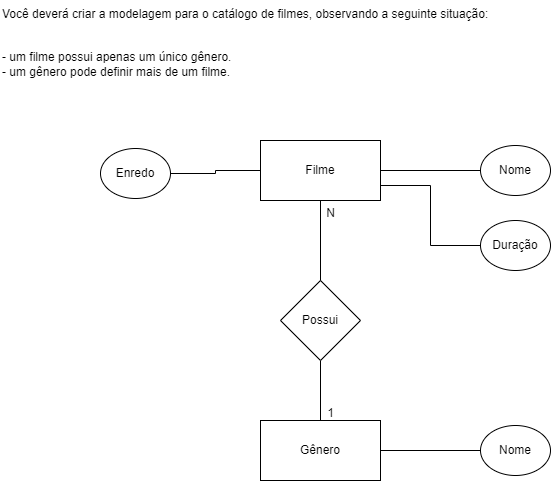 Você deverá criar a modelagem para o catálogo de filmes, observando a seguinte situação:
- um filme possui apenas um único gênero.
- um gênero pode definir mais de um filme.
Enredo
Filme
Nome
N
Duração
Possui
1
Gênero
Nome